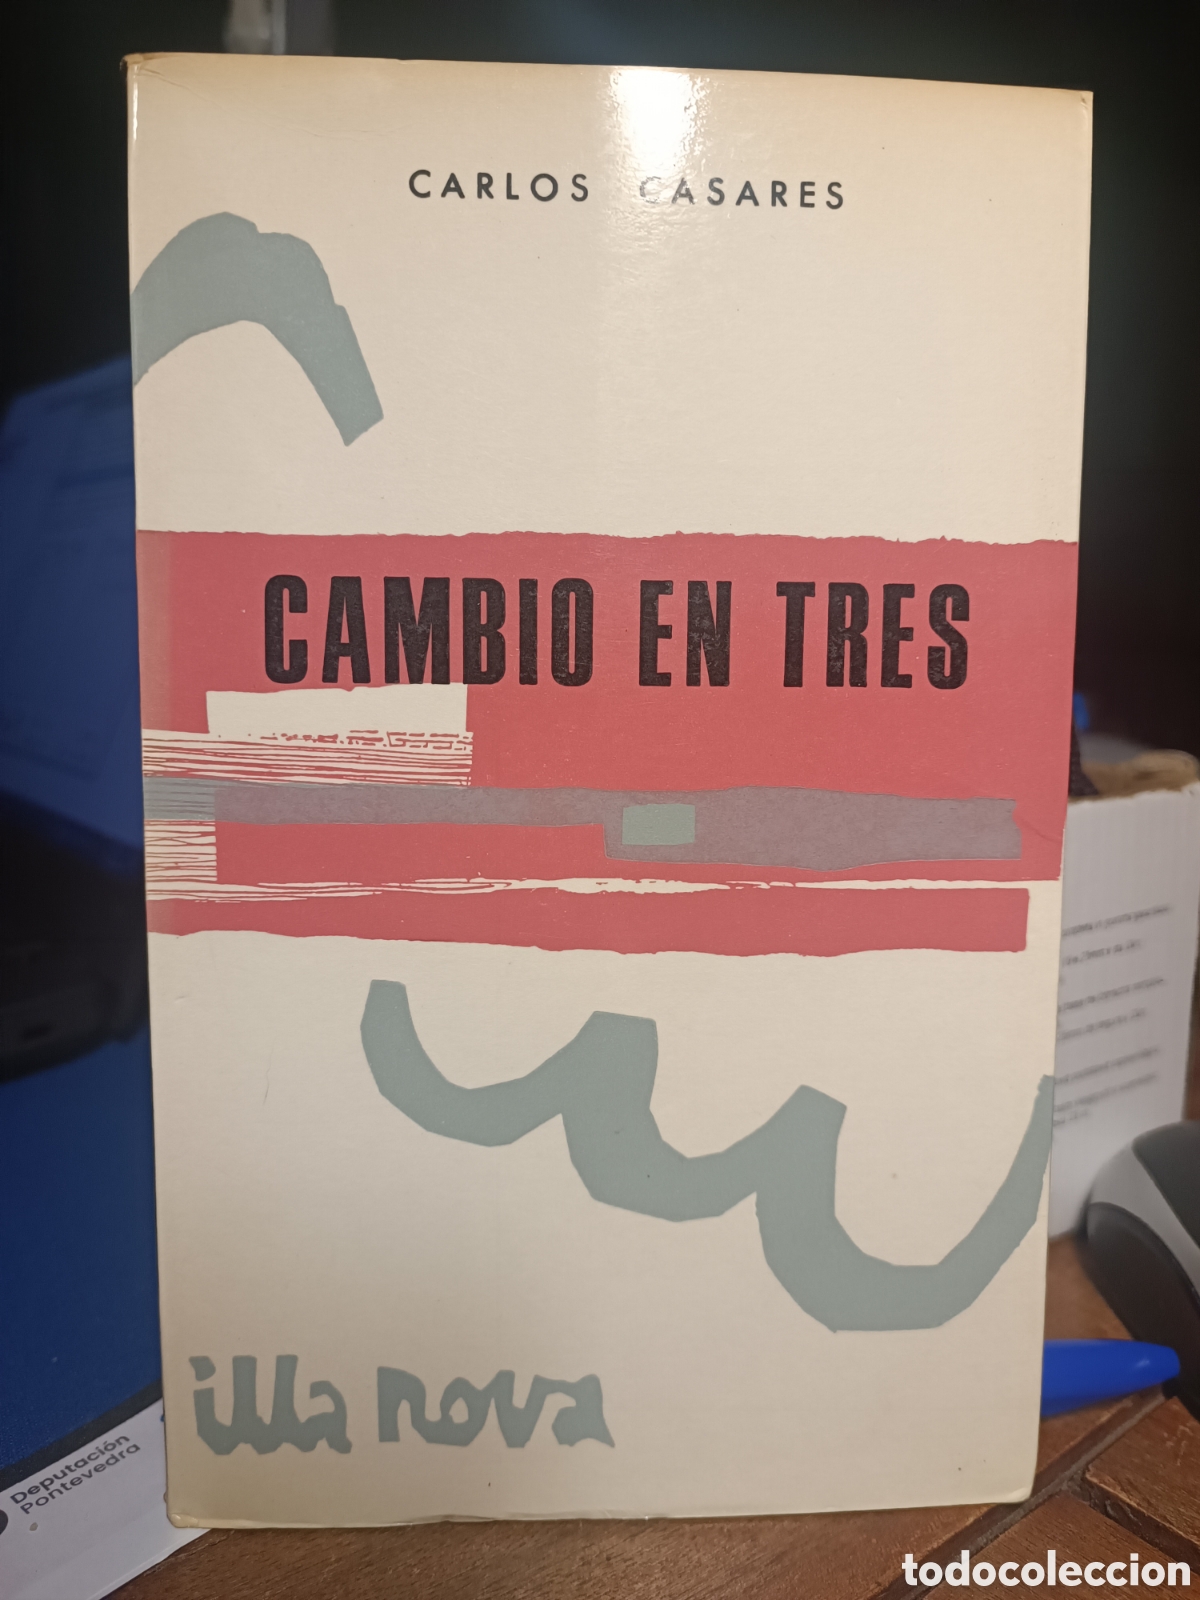 CARLOS CASARES
CAMBIO EN TRES
illa nova
Deputación
Pontevedra
todocoleccion